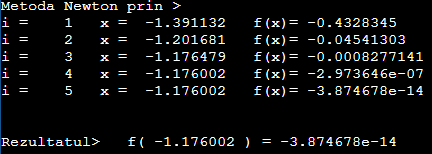 Metoda Newton prin >
i = 1 x = -1.391132 f(x)= -0.4328345
i = 2 x = -1.201681 f(x)= -0.04541303
i = 3 x = -1.176479 f(x)= -0.0008277141
i = 4 x = -1.176002 f(x)= -2.973646e-07
i = 5 x = -1.176002 f(x)= -3.874678e-14
Rezultatul> f( -1.176002 ) = -3.874678e-14